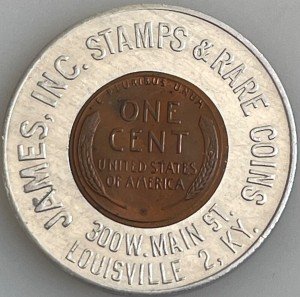 JAMES, INC. STAMPS & RARE COINS
300 W. MAIN ST.
LOUISVILLE 2, KY.
E PLURIBUS UNUM
ONE
CENT
UNITED STATES
OF AMERICA